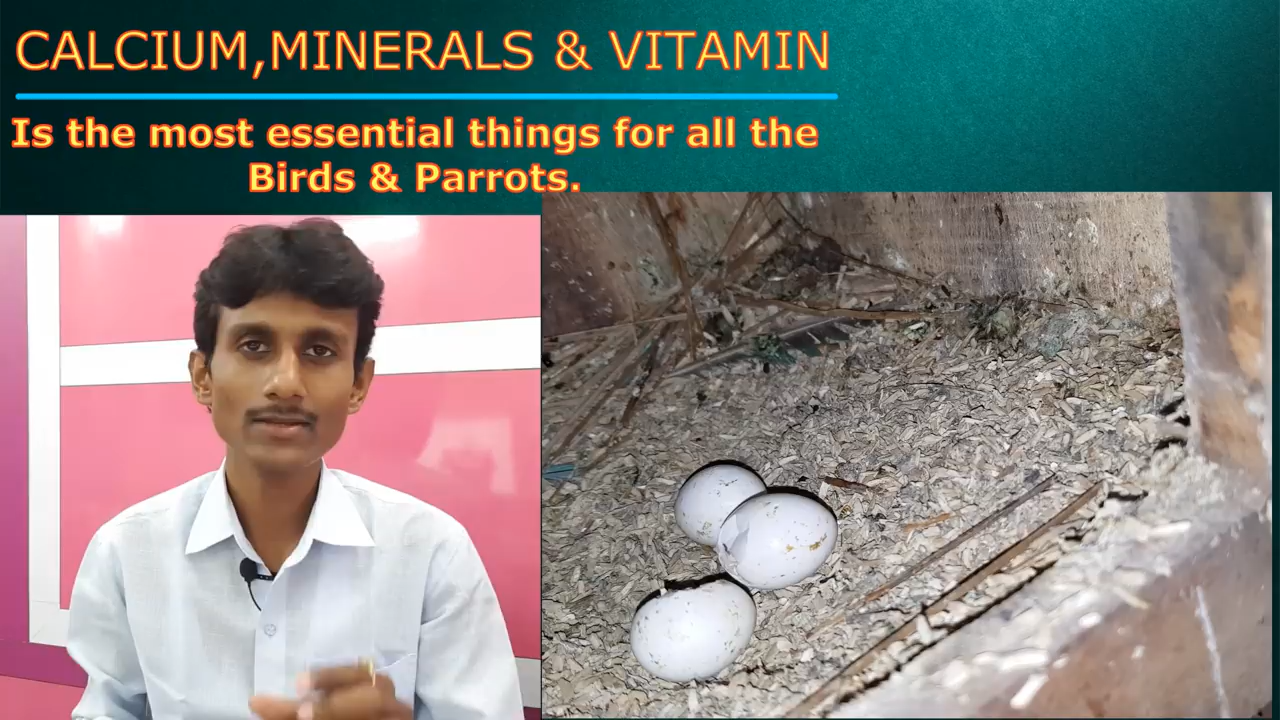 CALCIUM,MINERALS & VITAMIN
Is the most essential things for all the
Birds & Parrots.